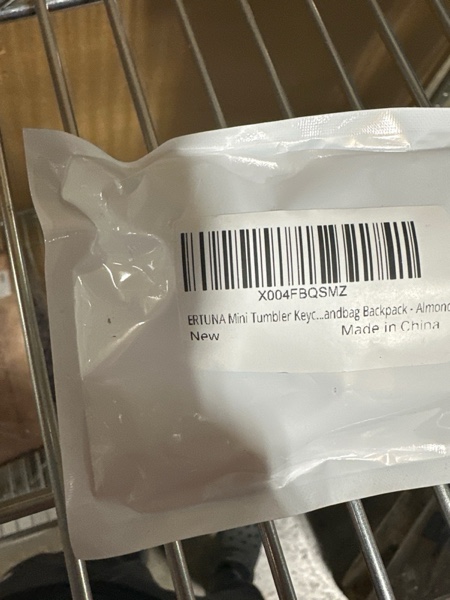 X004FBQSMZ
ERTUNA Mini Tumbler Keyc...andbag Backpack - Almond
New Made in China